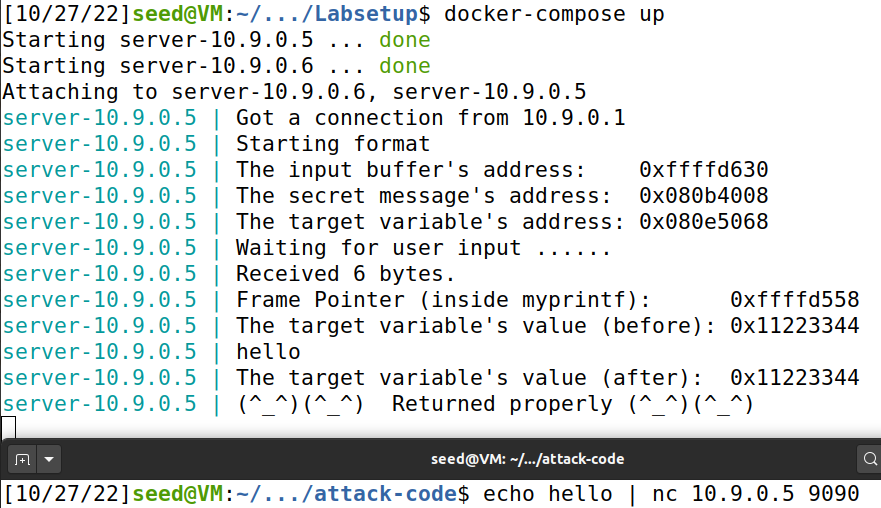 [10/27/22]seed@VM:~/.../Labsetup$ docker-compose up
Starting server-10.9.0.5 ... done
Starting server-10.9.0.6 ... done
Attaching to server-10.9.0.6, server-10.9.0.5
server-10.9.0.5 | Got a connection from 10.9.0.1
server-10.9.0.5 | Starting format
server-10.9.0.5 | The input buffer's address:    0xffffd630
server-10.9.0.5 | The secret message's address:  0x080b4008
server-10.9.0.5 | The target variable's address: 0x080e5068
server-10.9.0.5 | Waiting for user input ......
server-10.9.0.5 | Received 6 bytes.
server-10.9.0.5 | Frame Pointer (inside myprintf):      0xffffd558
server-10.9.0.5 | The target variable's value (before): 0x11223344
server-10.9.0.5 | hello
server-10.9.0.5 | The target variable's value (after):  0x11223344
server-10.9.0.5 | (^_^)(^_^)  Returned properly (^_^)(^_^)
seed@VM: ~/.../attack-code
[10/27/22]seed@VM:~/.../attack-code$ echo hello | nc 10.9.0.5 9090